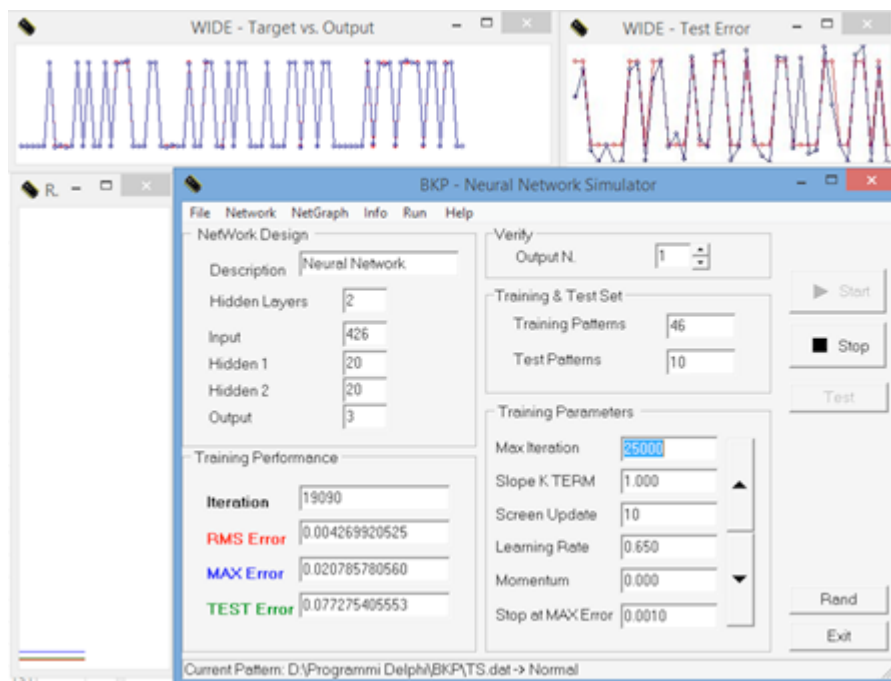 WIDE - Target vs. Output
WIDE - Test Error
R.
BKP - Neural Network Simulator
File Network NetGraph Info Run Help
NetWork Design
Description Neural Network
Hidden Layers 2
Input 426
Hidden 1 20
Hidden 2 20
Output 3
Training Performance
Iteration 19090
RMS Error 0.004269920525
MAX Error 0.020785780560
TEST Error 0.077275405553
Verify
Output N. 1
Training & Test Set
Training Patterns 46
Test Patterns 10
Training Parameters
Max Iteration 25000
Slope K TERM 1.000
Screen Update 10
Learning Rate 0.650
Momentum 0.000
Stop at MAX Error 0.0010
Start
Stop
Test
Rand
Exit
Current Pattern: D:\Programmi Delphi\BKP\TS.dat -> Normal